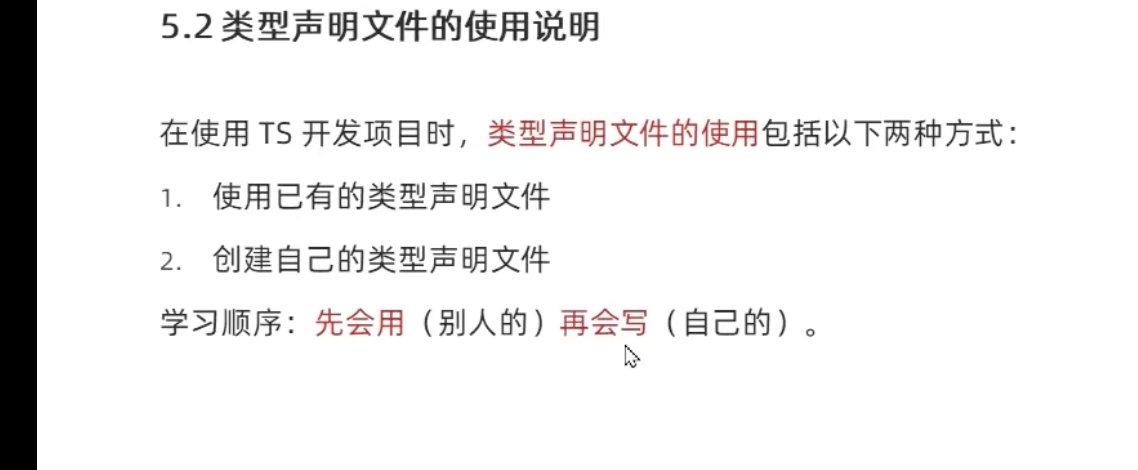 5.2 类型声明文件的使用说明
在使用 TS 开发项目时，类型声明文件的使用包括以下两种方式：
1. 使用已有的类型声明文件
2. 创建自己的类型声明文件
学习顺序：先会用（别人的）再会写（自己的）。